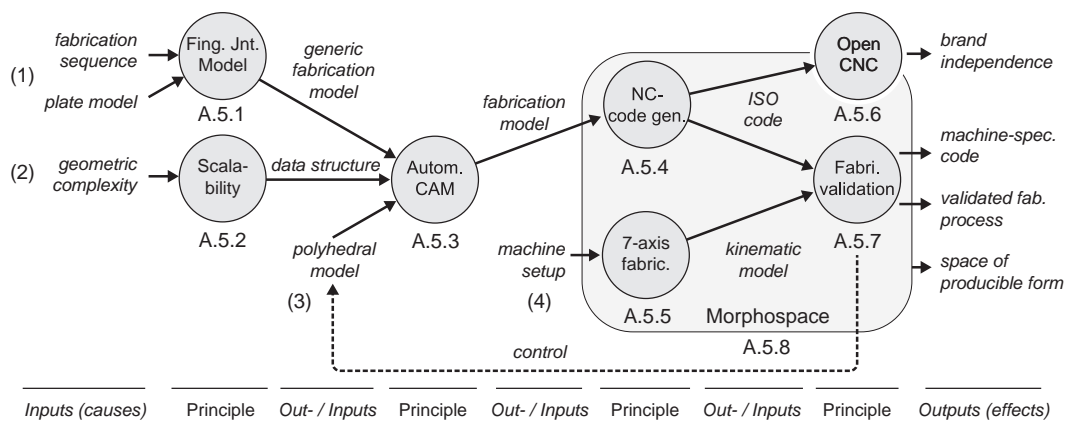 fabrication
sequence
(1)
plate model
Fing. Jnt.
Model
A.5.1
generic
fabrication
model
(2)
geometric
complexity
Scala-
bility
A.5.2
data structure
Autom.
CAM
A.5.3
polyhedral
model
(3)
fabrication
model
NC-
code gen.
A.5.4
machine
setup
(4)
7-axis
fabric.
A.5.5
ISO
code
kinematic
model
Open
CNC
A.5.6
Fabri.
validation
A.5.7
Morphospace
A.5.8
control
brand
independence
machine-spec.
code
validated fab.
process
space of
producible form
Inputs (causes)
Principle
Out- / Inputs
Principle
Out- / Inputs
Principle
Out- / Inputs
Principle
Outputs (effects)